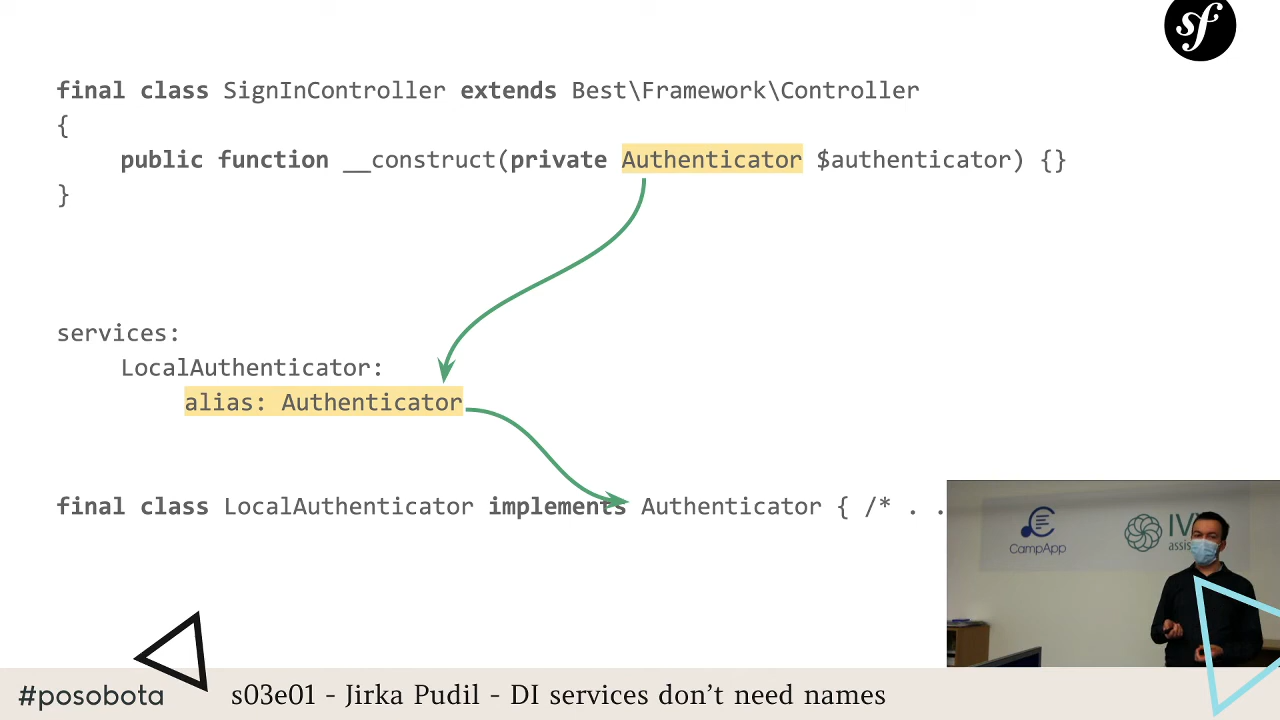 sf
final class SignInController extends Best\Framework\Controller
{
public function __construct(private Authenticator $authenticator) {}
}
services:
LocalAuthenticator:
alias: Authenticator
final class LocalAuthenticator implements Authenticator { /* . .
CampApp
#posobota
s03e01 - Jirka Pudil - DI services don’t need names